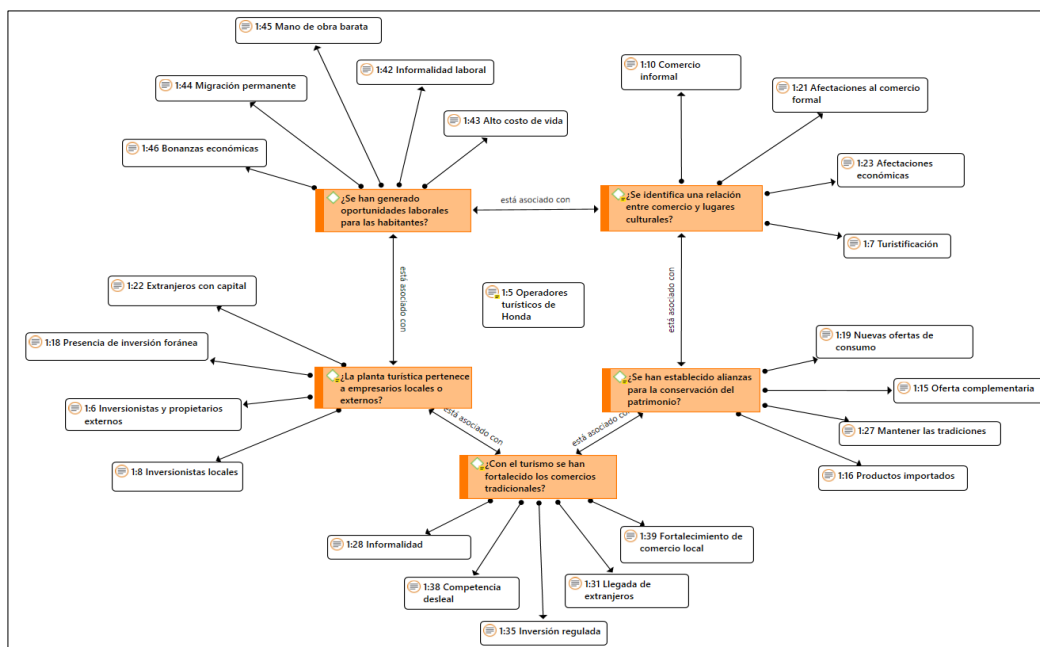 1:45 Mano de obra barata
1:42 Informalidad laboral
1:10 Comercio
informal
1:44 Migración permanente
1:21 Afectaciones al comercio
formal
1:43 Alto costo de vida
1:46 Bonanzas económicas
1:23 Afectaciones
económicas
¿Se han generado
oportunidades laborales
para las habitantes?
está asociado con
¿Se identifica una relación
entre comercio y lugares
culturales?
1:7 Turistificación
está asociado con
está asociado con
1:22 Extranjeros con capital
1:5 Operadores
turísticos de
Honda
1:18 Presencia de inversión foránea
1:19 Nuevas ofertas de
consumo
¿La planta turística pertenece
a empresarios locales o
externos?
¿Se han establecido alianzas
para la conservación del
patrimonio?
1:15 Oferta complementaria
1:6 Inversionistas y propietarios
externos
está asociado con
está asociado con
1:27 Mantener las tradiciones
1:8 Inversionistas locales
¿Con el turismo se han
fortalecido los comercios
tradicionales?
1:16 Productos importados
1:28 Informalidad
1:39 Fortalecimiento de
comercio local
1:38 Competencia
desleal
1:31 Llegada de
extranjeros
1:35 Inversión regulada